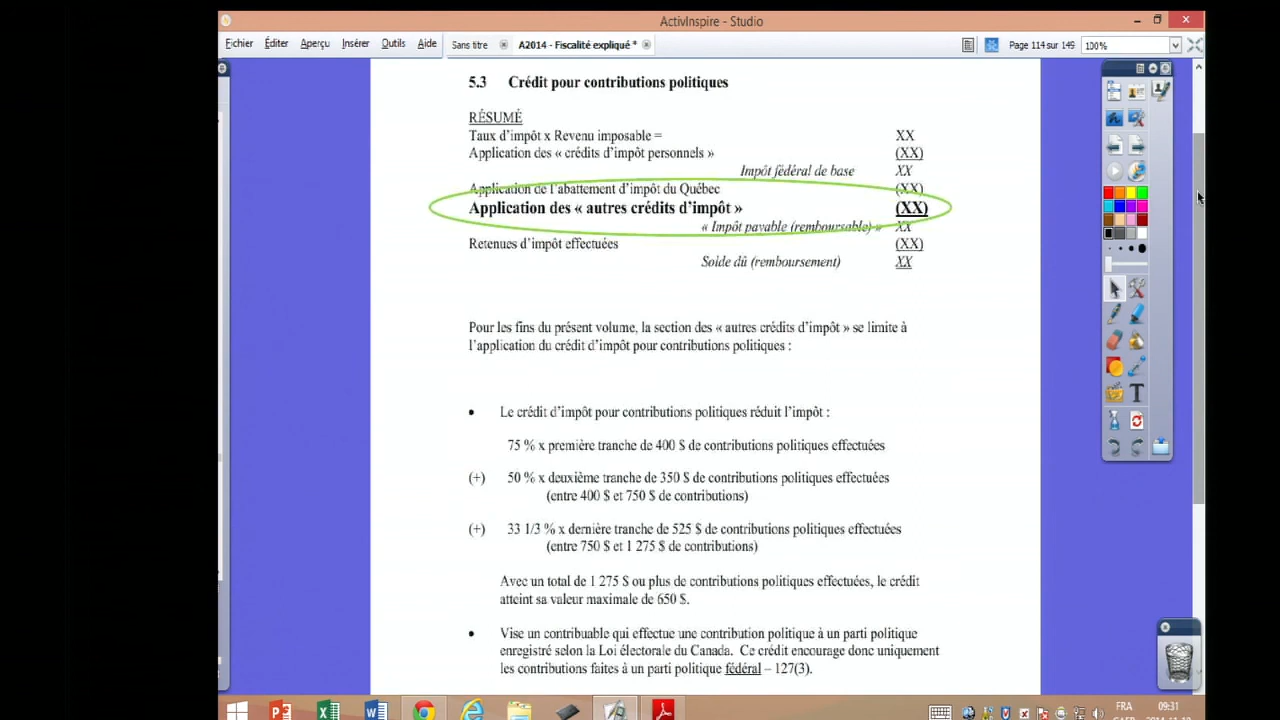 ActivInspire - Studio
Fichier Éditer Aperçu Insérer Outils Aide Sans titre A2014 - Fiscalité expliqué * Page 114 sur 149 100%
5.3 Crédit pour contributions politiques
RÉSUMÉ
Taux d'impôt x Revenu imposable = XX
Application des « crédits d'impôt personnels » (XX)
Impôt fédéral de base XX
Application de l'abattement d'impôt du Québec (XX)
Application des « autres crédits d'impôt » (XX)
« Impôt payable (remboursable) » XX
Retenues d'impôt effectuées (XX)
Solde dû (remboursement) XX
Pour les fins du présent volume, la section des « autres crédits d'impôt » se limite à
l'application du crédit d'impôt pour contributions politiques :
• Le crédit d'impôt pour contributions politiques réduit l'impôt :
75 % x première tranche de 400 $ de contributions politiques effectuées
(+) 50 % x deuxième tranche de 350 $ de contributions politiques effectuées
(entre 400 $ et 750 $ de contributions)
(+) 33 1/3 % x dernière tranche de 525 $ de contributions politiques effectuées
(entre 750 $ et 1 275 $ de contributions)
Avec un total de 1 275 $ ou plus de contributions politiques effectuées, le crédit
atteint sa valeur maximale de 650 $.
• Vise un contribuable qui effectue une contribution politique à un parti politique
enregistré selon la Loi électorale du Canada. Ce crédit encourage donc uniquement
les contributions faites à un parti politique fédéral – 127(3).
FR 09:31